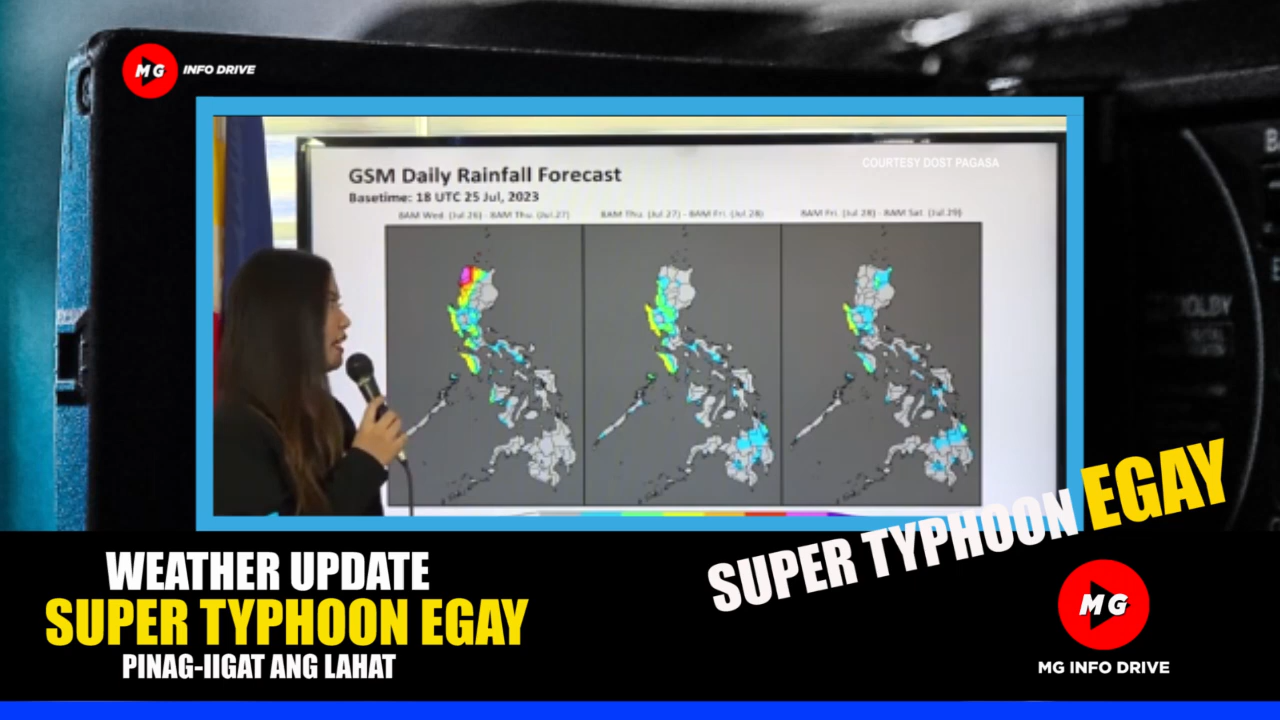 MG INFO DRIVE
COURTESY DOST PAGASA
GSM Daily Rainfall Forecast
Basetime: 18 UTC 25 Jul, 2023
8AM Wed. (Jul.26) - 8AM Thu. (Jul.27) 8AM Thu. (Jul 27) - 8AM Fri. (Jul 28) 8AM Fri. (Jul 28) - 8AM Sat. (Jul.29)
SUPER TYPHOON EGAY
WEATHER UPDATE
SUPER TYPHOON EGAY
PINAG-IIGAT ANG LAHAT
MG
MG INFO DRIVE